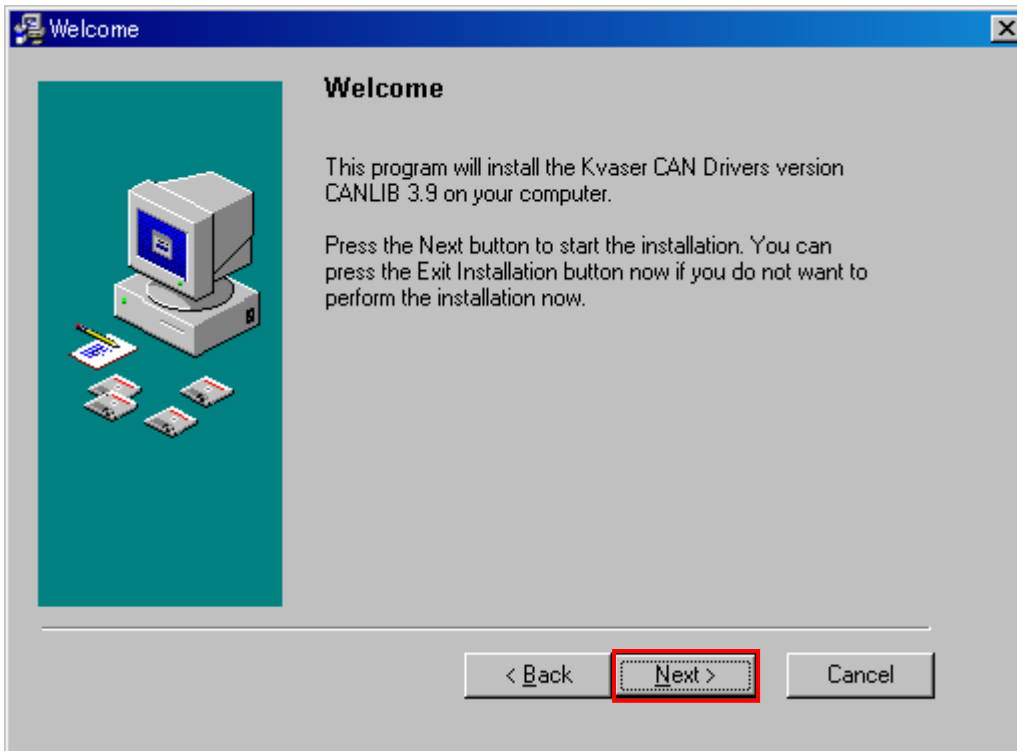 Welcome
Welcome
This program will install the Kvaser CAN Drivers version
CANLIB 3.9 on your computer.
Press the Next button to start the installation. You can
press the Exit Installation button now if you do not want to
perform the installation now.
< Back Next > Cancel